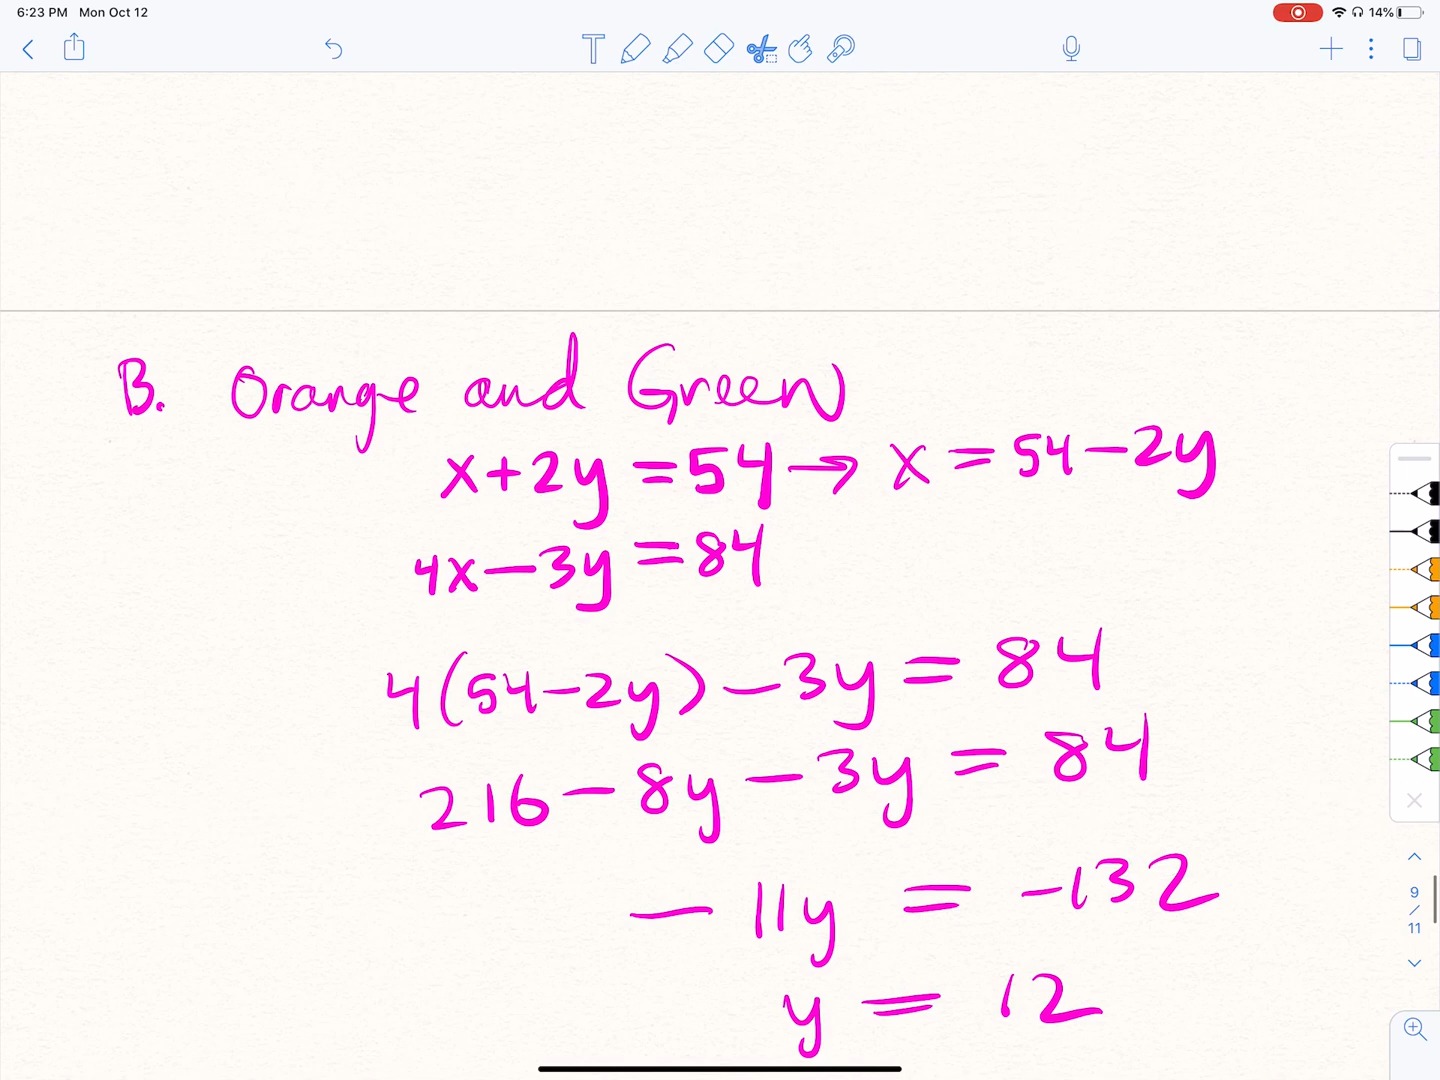 6:23 PM Mon Oct 12
14%
T
B. Orange and Green
x+2y=54→ x=54-2y
4x-3y=84
4(54-2y)-3y=84
216-8y-3y=84
-11y=-132
y=12
9
/
11